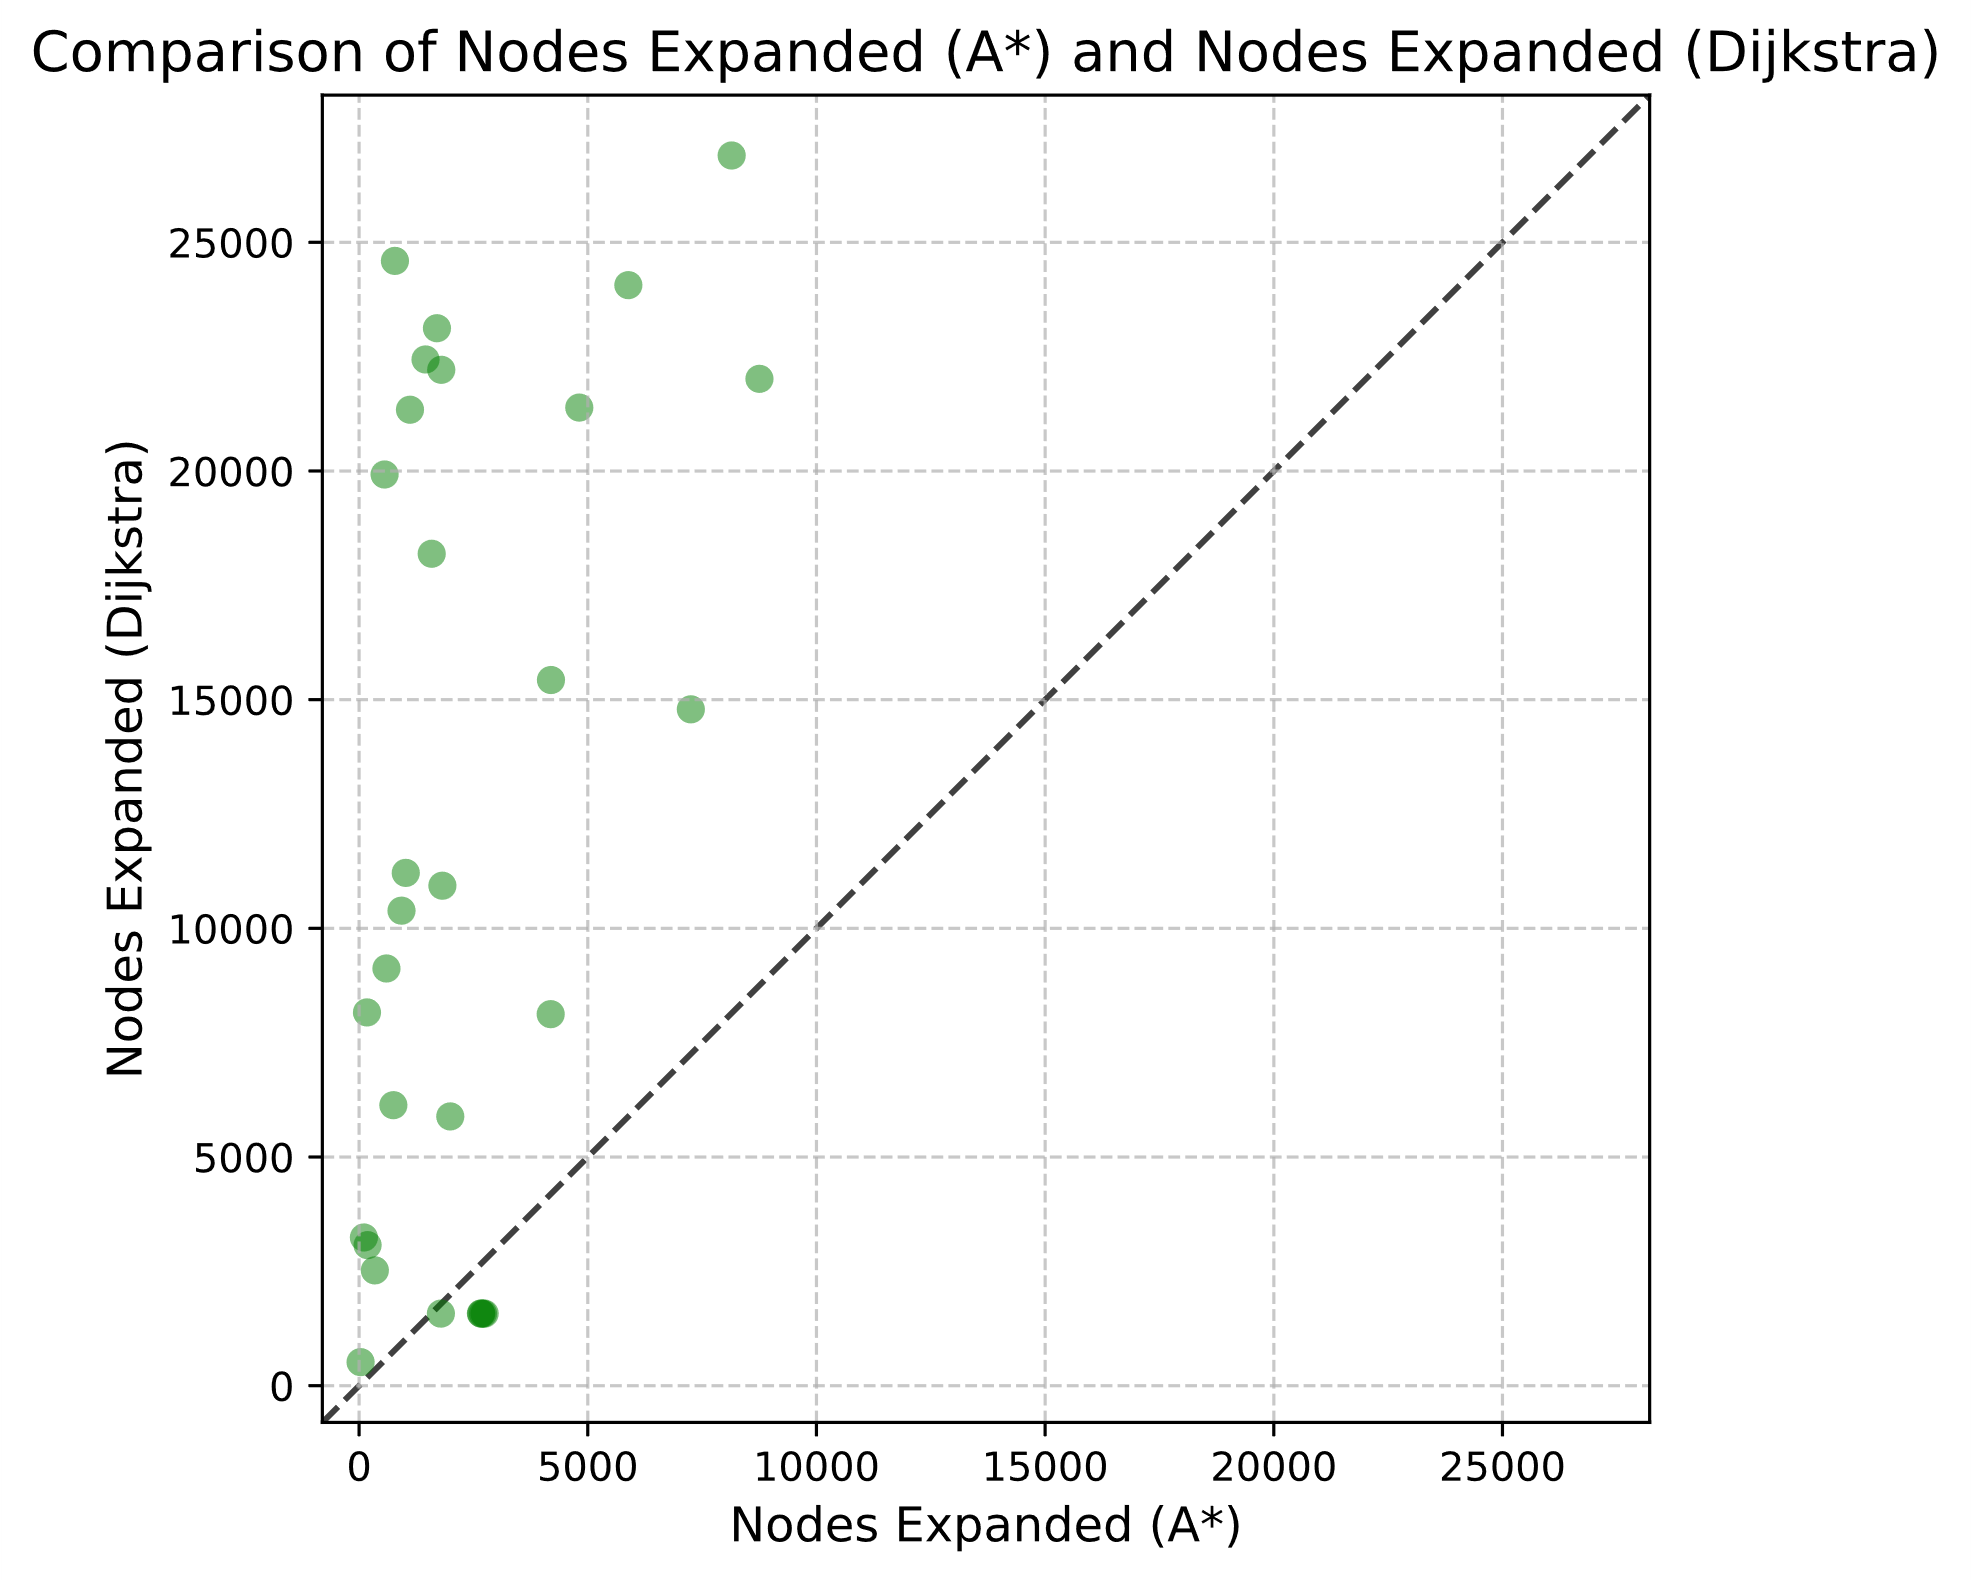 Comparison of Nodes Expanded (A*) and Nodes Expanded (Dijkstra)
Nodes Expanded (Dijkstra)
25000
20000
15000
10000
5000
0
0 5000 10000 15000 20000 25000
Nodes Expanded (A*)